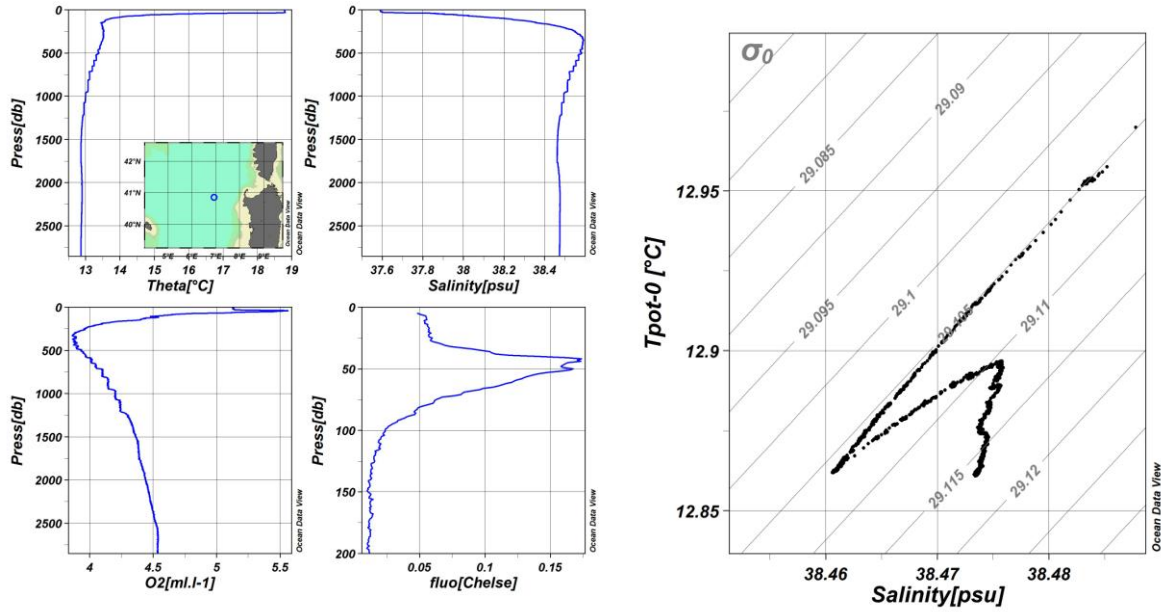 0
500
1000
1500
2000
2500
Press[db]
13
14
15
16
17
18
19
Theta[°C]
42°N
41°N
40°N
5°E
6°E
7°E
8°E
9°E
Ocean Data View
Ocean Data View
0
500
1000
1500
2000
2500
Press[db]
37.6
37.8
38
38.2
38.4
Salinity[psu]
Ocean Data View
0
500
1000
1500
2000
2500
Press[db]
4
4.5
5
5.5
O2[ml.l-1]
Ocean Data View
0
50
100
150
200
Press[db]
0.05
0.1
0.15
fluo[Chelse]
Ocean Data View
σ0
29.09
29.085
29.095
29.1
29.105
29.11
29.115
29.12
12.95
12.9
12.85
Tpot-0 [°C]
38.46
38.47
38.48
Salinity[psu]
Ocean Data View